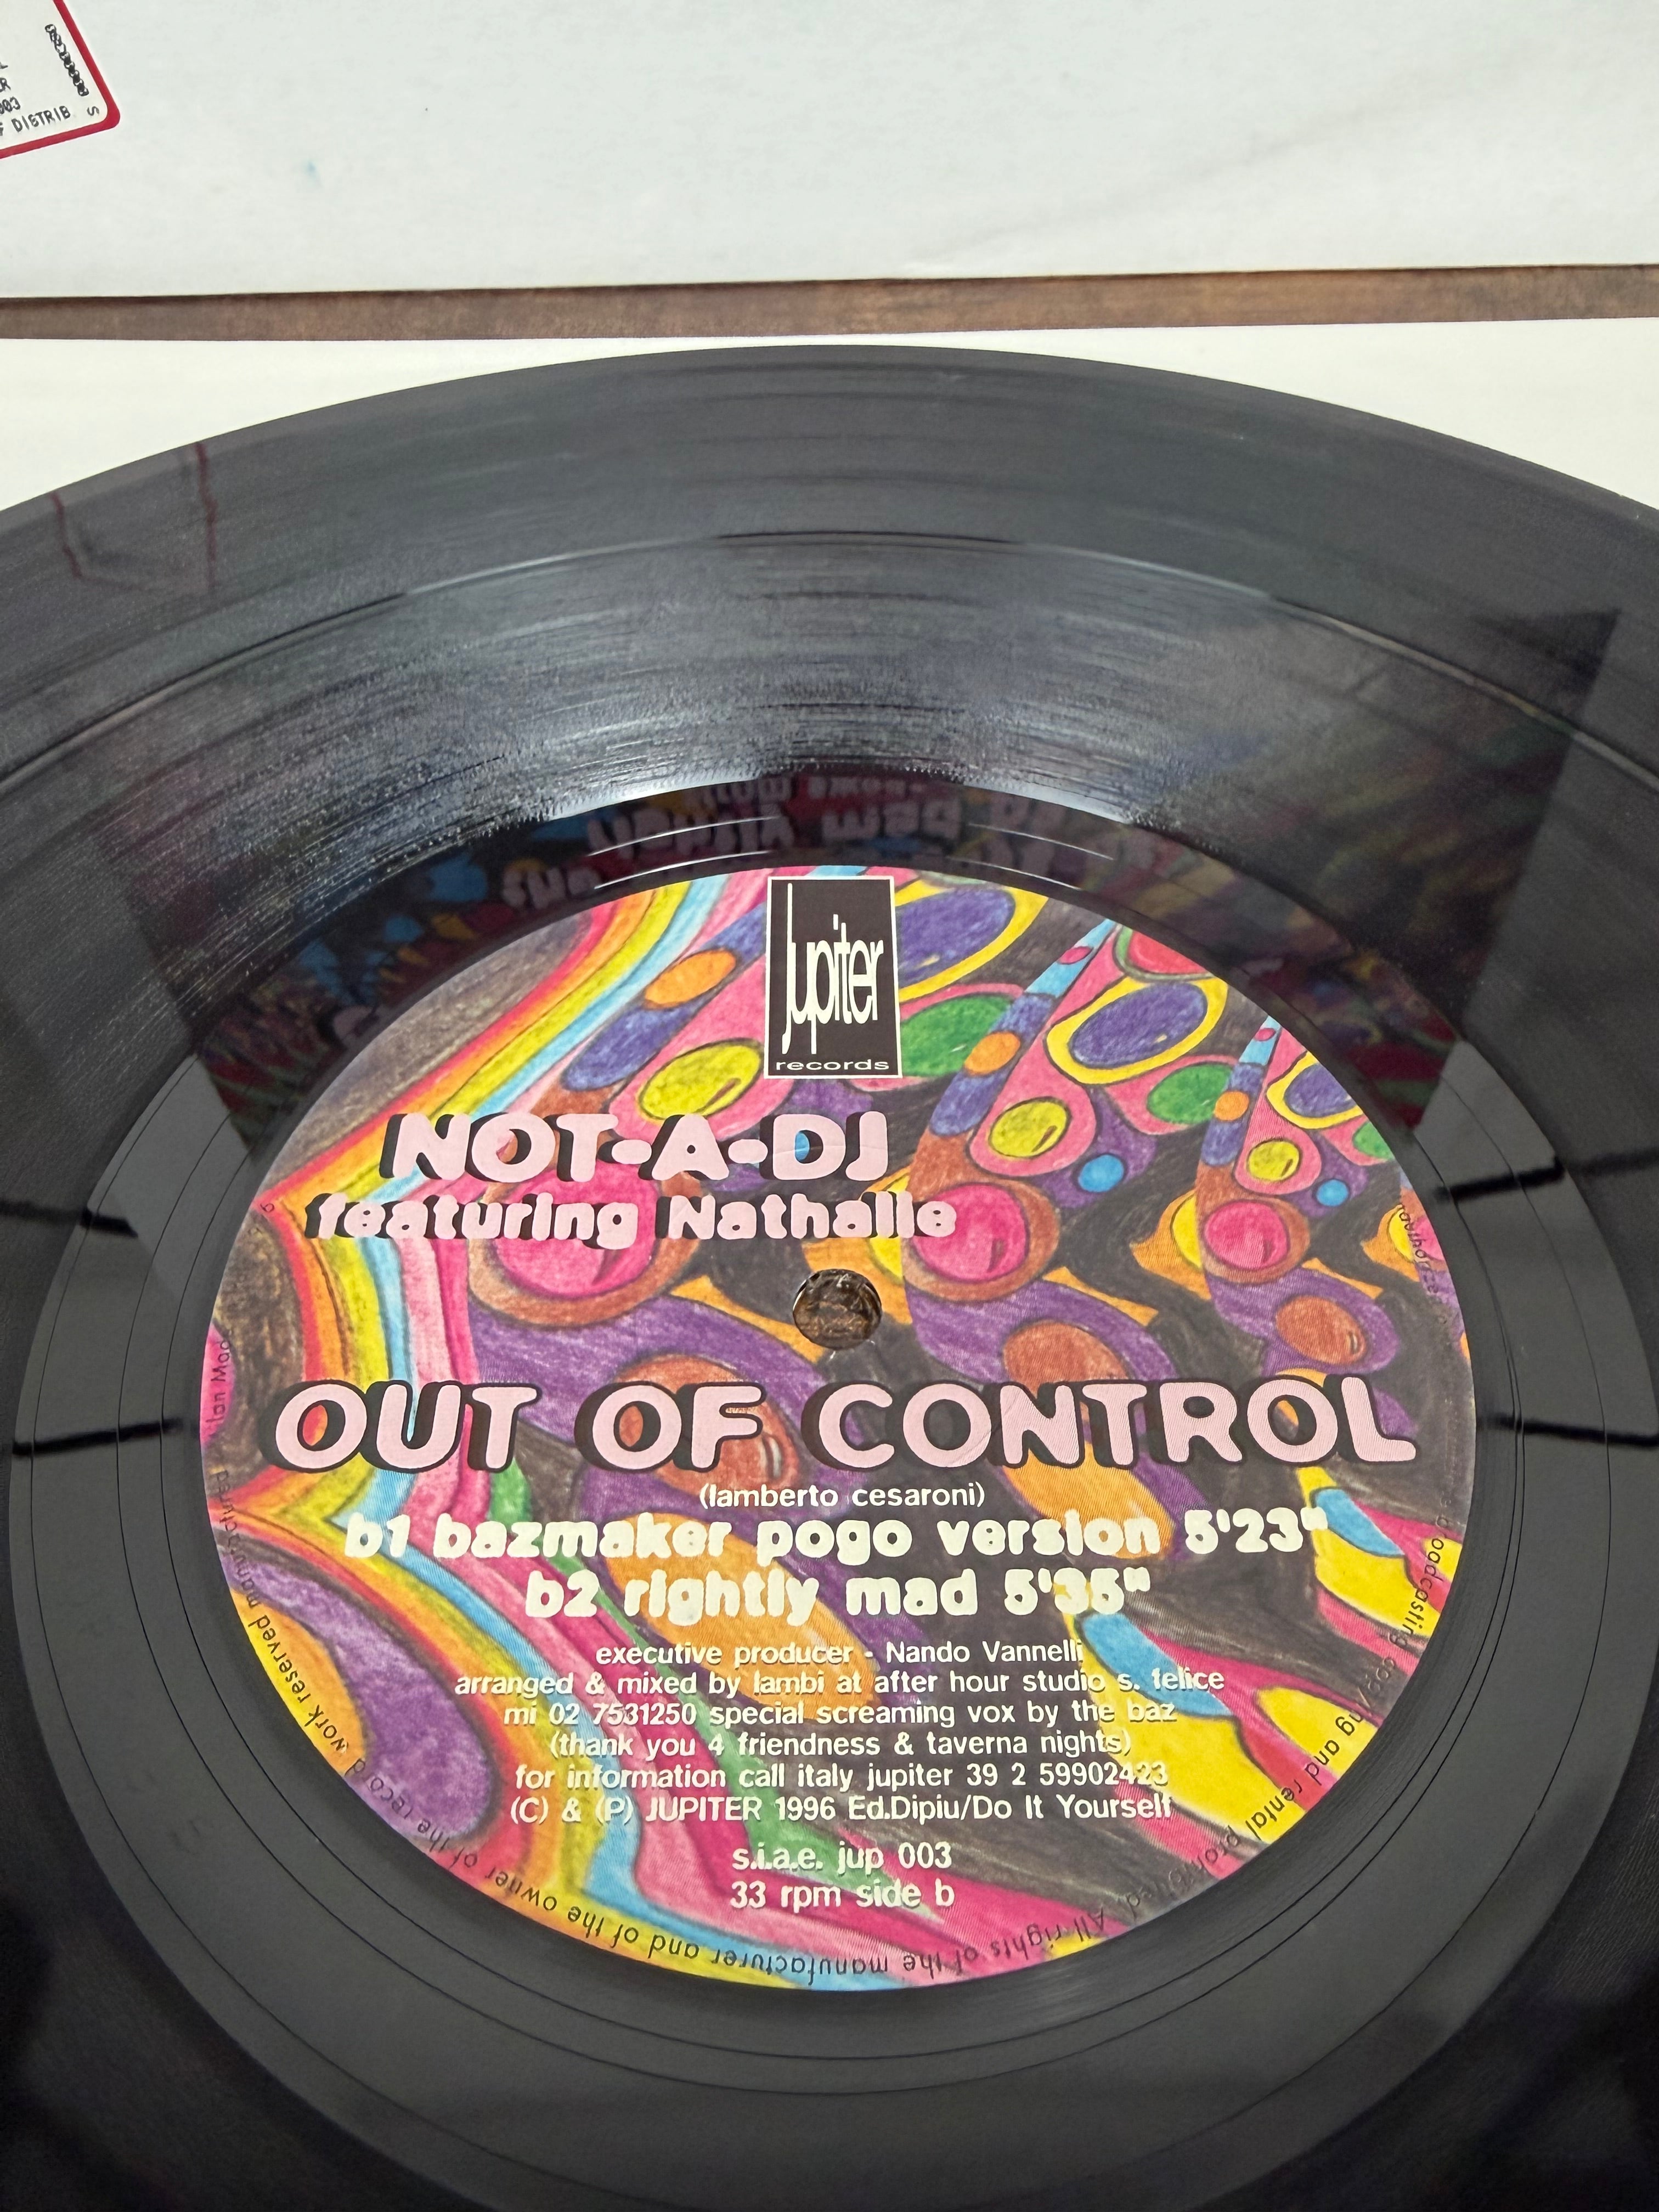 DISTRIB
Jupiter
records
NOT-A-DJ
featuring Nathalie
OUT OF CONTROL
(lamberto cesaroni)
b1 bazmaker pogo version 5'23"
b2 rightly mad 5'35"
executive producer - Nando Vannelli
arranged & mixed by lambi at after hour studio s. felice
mi 02 7531250 special screaming vox by the baz
(thank you 4 friendness & taverna nights)
for information call italy jupiter 39 2 59902423
(C) & (P) JUPITER 1996 Ed.Dipiu/Do It Yourself
s.i.a.e. jup 003
33 rpm side b
broadcasting copying and rental prohibited. All rights of the manufacturer and of the owner of the record work reserved manufactured